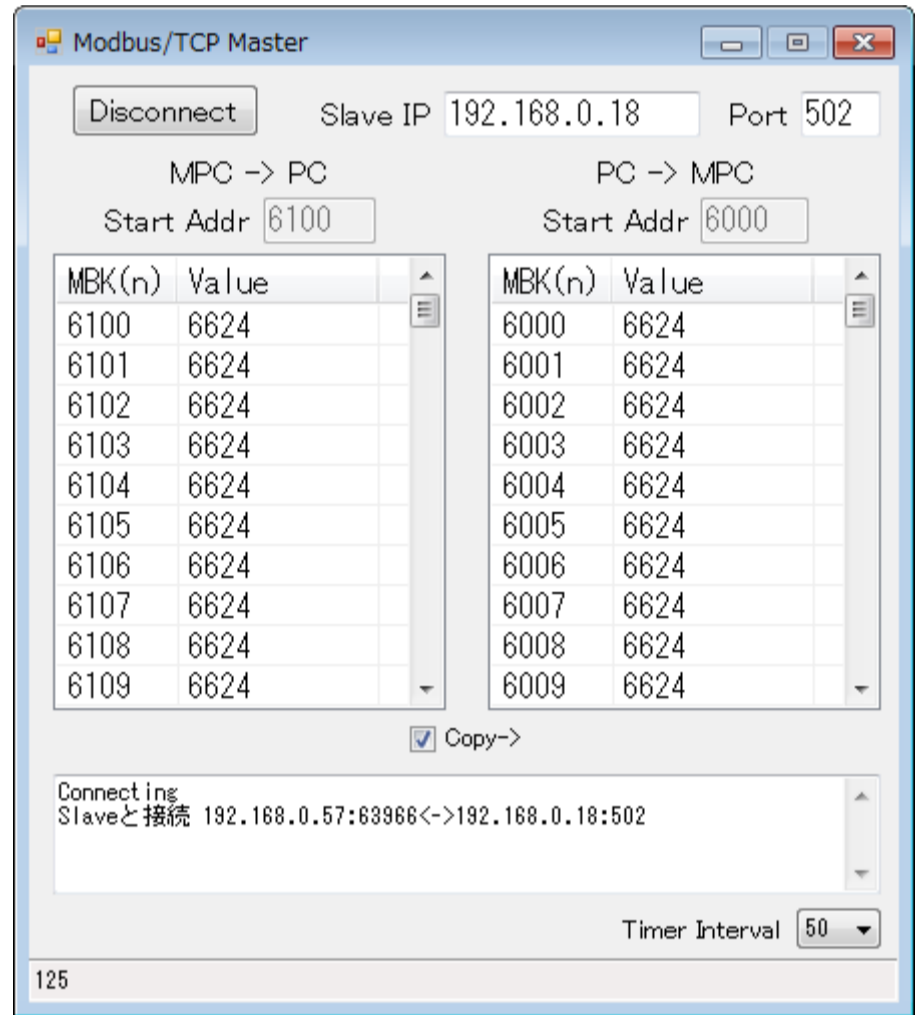 Modbus/TCP Master
Disconnect Slave IP 192.168.0.18 Port 502
MPC -> PC PC -> MPC
Start Addr 6100 Start Addr 6000
MBK(n) Value MBK(n) Value
6100 6624 6000 6624
6101 6624 6001 6624
6102 6624 6002 6624
6103 6624 6003 6624
6104 6624 6004 6624
6105 6624 6005 6624
6106 6624 6006 6624
6107 6624 6007 6624
6108 6624 6008 6624
6109 6624 6009 6624
Copy->
Connecting
Slaveと接続 192.168.0.57:63966<->192.168.0.18:502
Timer Interval 50
125